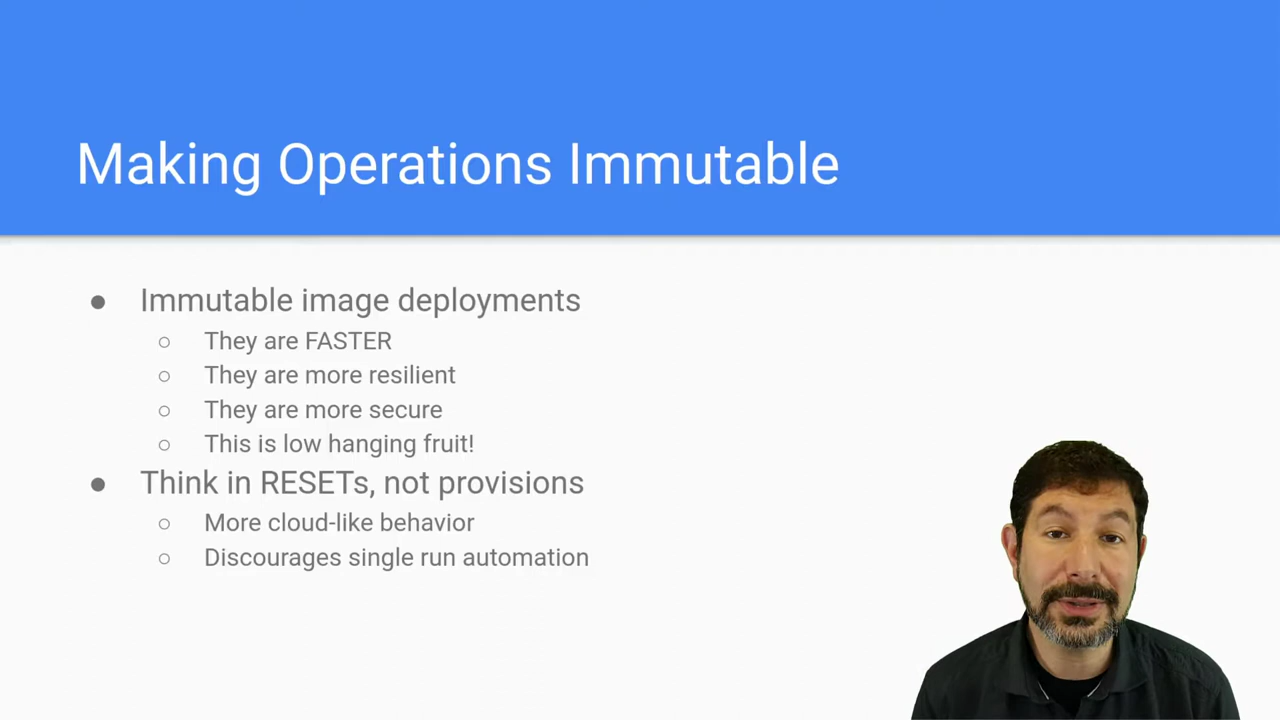 Making Operations Immutable
● Immutable image deployments
○ They are FASTER
○ They are more resilient
○ They are more secure
○ This is low hanging fruit!
● Think in RESETs, not provisions
○ More cloud-like behavior
○ Discourages single run automation